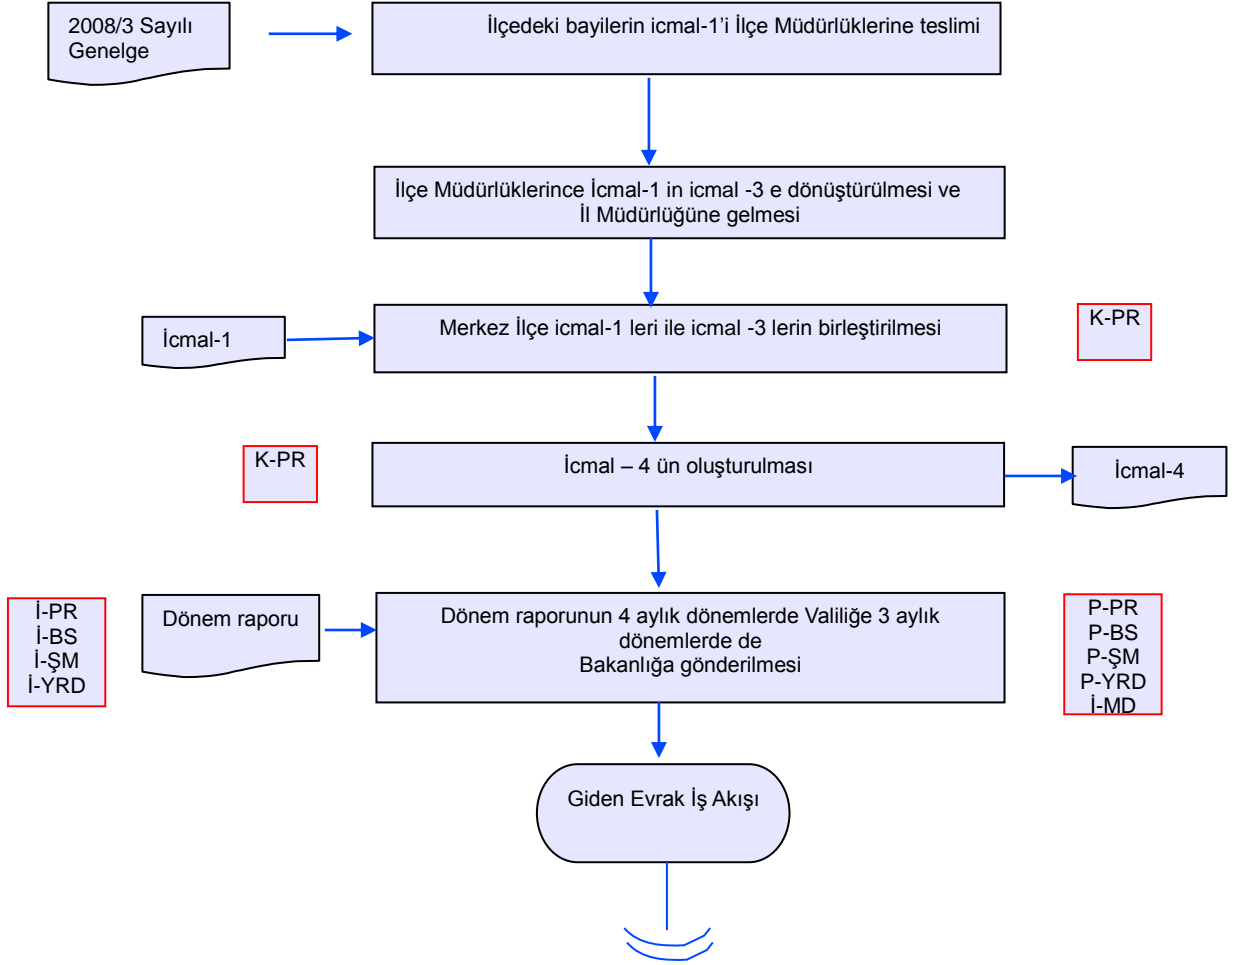 2008/3 Sayılı
Genelge
İlçedeki bayilerin icmal-1’i İlçe Müdürlüklerine teslimi
İlçe Müdürlüklerince İcmal-1 in icmal -3 e dönüştürülmesi ve
İl Müdürlüğüne gelmesi
İcmal-1
Merkez İlçe icmal-1 leri ile icmal -3 lerin birleştirilmesi
K-PR
K-PR
İcmal – 4 ün oluşturulması
İcmal-4
İ-PR
İ-BS
İ-ŞM
İ-YRD
Dönem raporu
Dönem raporunun 4 aylık dönemlerde Valiliğe 3 aylık
dönemlerde de
Bakanlığa gönderilmesi
P-PR
P-BS
P-ŞM
P-YRD
İ-MD
Giden Evrak İş Akışı